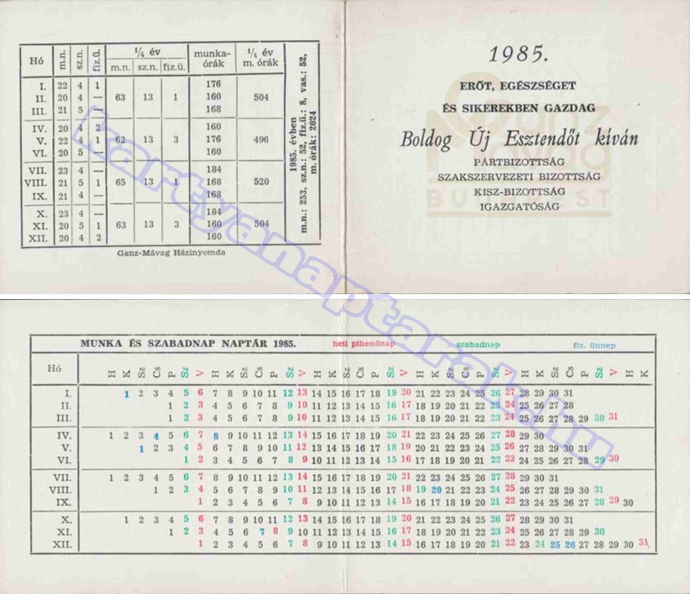 Hó m.n. sz.n. fiz.ü. ¼ év munka-órák ¼ év m. órák
m.n. sz.n. fiz.ü.
I. 22 4 1 176
II. 20 4 — 63 13 1 160 504
III. 21 5 — 168
IV. 20 4 2 160
V. 22 4 1 62 13 3 176 496
VI. 20 5 — 160
VII. 23 4 — 184
VIII. 21 5 1 65 13 1 168 520
IX. 21 4 — 168
X. 23 4 — 184
XI. 20 5 1 63 13 3 160 504
XII. 20 4 2 160
1985. évben
m.n.: 253, sz.n.: 52, fiz.ü.: 8, vas.: 52,
m. órák: 2024
Ganz-Mávag Házinyomda
1985.
ERŐT, EGÉSZSÉGET
ÉS SIKEREKBEN GAZDAG
Boldog Új Esztendőt kíván
PÁRTBIZOTTSÁG
SZAKSZERVEZETI BIZOTTSÁG
KISZ-BIZOTTSÁG
IGAZGATÓSÁG
kartyanaptarak.hu
MUNKA ÉS SZABADNAP NAPTÁR 1985. heti pihenőnap szabadnap fiz. ünnep
Hó H K Sz Cs P Sz V H K Sz Cs P Sz V H K Sz Cs P Sz V H K Sz Cs P Sz V H K Sz Cs P Sz V H K
I. 1 2 3 4 5 6 7 8 9 10 11 12 13 14 15 16 17 18 19 20 21 22 23 24 25 26 27 28 29 30 31
II. 1 2 3 4 5 6 7 8 9 10 11 12 13 14 15 16 17 18 19 20 21 22 23 24 25 26 27 28
III. 1 2 3 4 5 6 7 8 9 10 11 12 13 14 15 16 17 18 19 20 21 22 23 24 25 26 27 28 29 30 31
IV. 1 2 3 4 5 6 7 8 9 10 11 12 13 14 15 16 17 18 19 20 21 22 23 24 25 26 27 28 29 30
V. 1 2 3 4 5 6 7 8 9 10 11 12 13 14 15 16 17 18 19 20 21 22 23 24 25 26 27 28 29 30 31
VI. 1 2 3 4 5 6 7 8 9 10 11 12 13 14 15 16 17 18 19 20 21 22 23 24 25 26 27 28 29 30
VII. 1 2 3 4 5 6 7 8 9 10 11 12 13 14 15 16 17 18 19 20 21 22 23 24 25 26 27 28 29 30 31
VIII. 1 2 3 4 5 6 7 8 9 10 11 12 13 14 15 16 17 18 19 20 21 22 23 24 25 26 27 28 29 30 31
IX. 1 2 3 4 5 6 7 8 9 10 11 12 13 14 15 16 17 18 19 20 21 22 23 24 25 26 27 28 29 30
X. 1 2 3 4 5 6 7 8 9 10 11 12 13 14 15 16 17 18 19 20 21 22 23 24 25 26 27 28 29 30 31
XI. 1 2 3 4 5 6 7 8 9 10 11 12 13 14 15 16 17 18 19 20 21 22 23 24 25 26 27 28 29 30
XII. 1 2 3 4 5 6 7 8 9 10 11 12 13 14 15 16 17 18 19 20 21 22 23 24 25 26 27 28 29 30 31